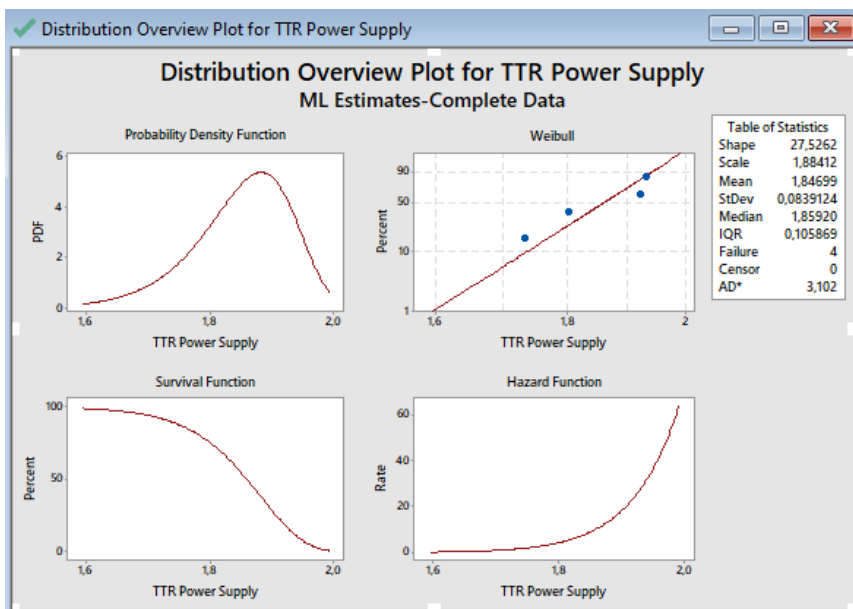 Distribution Overview Plot for TTR Power Supply
Distribution Overview Plot for TTR Power Supply
ML Estimates-Complete Data
Probability Density Function
6
4
2
0
PDF
1,6 1,8 2,0
TTR Power Supply
Weibull
90
50
10
1
Percent
1,6 1,8 2
TTR Power Supply
Table of Statistics
Shape 27,5262
Scale 1,88412
Mean 1,84699
StDev 0,0839124
Median 1,85920
IQR 0,105869
Failure 4
Censor 0
AD* 3,102
Survival Function
100
50
0
Percent
1,6 1,8 2,0
TTR Power Supply
Hazard Function
60
40
20
0
Rate
1,6 1,8 2,0
TTR Power Supply